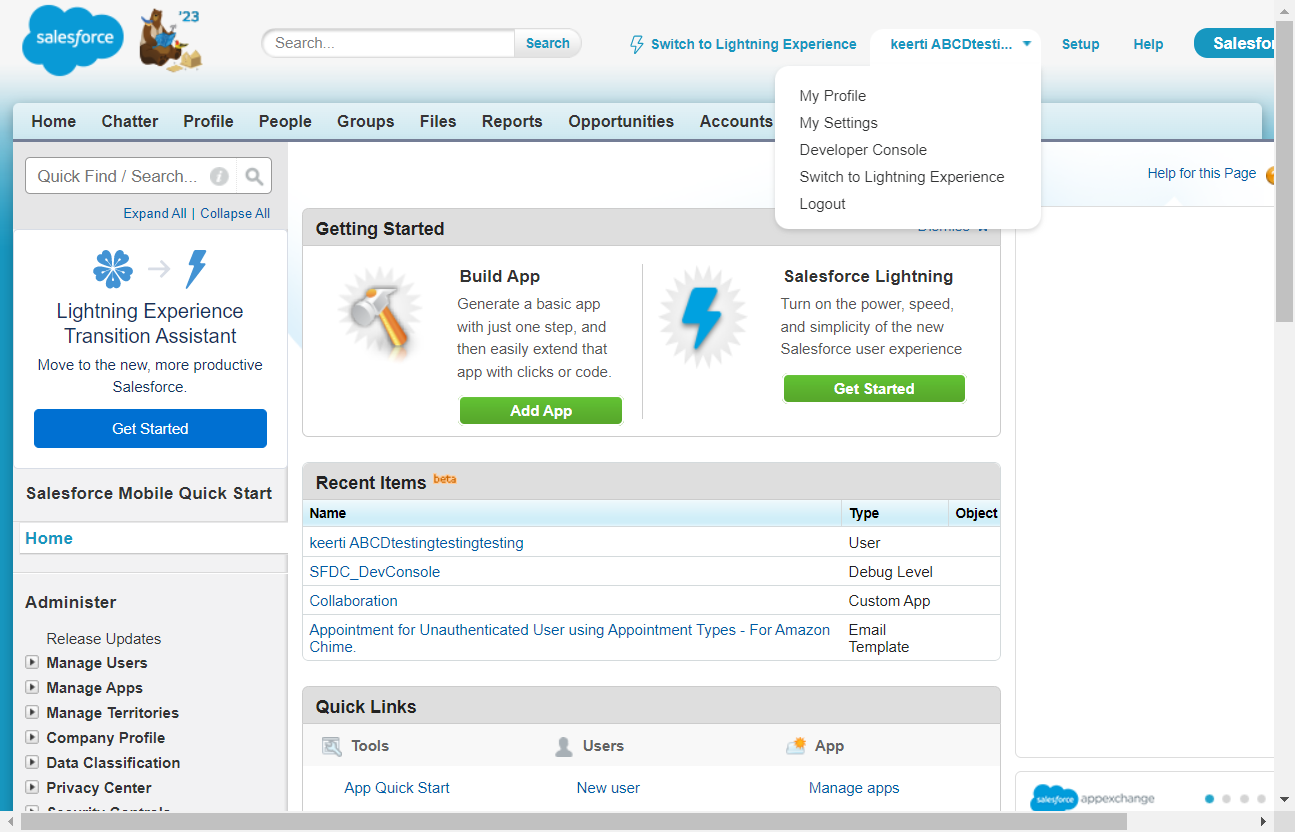 salesforce
'23
Search...
Search
Switch to Lightning Experience
keerti ABCDtesti...
Setup
Help
Salesfor
My Profile
My Settings
Developer Console
Switch to Lightning Experience
Logout
Home
Chatter
Profile
People
Groups
Files
Reports
Opportunities
Accounts
Quick Find / Search...
Expand All | Collapse All
Help for this Page
Lightning Experience
Transition Assistant
Move to the new, more productive
Salesforce.
Get Started
Salesforce Mobile Quick Start
Home
Administer
Release Updates
Manage Users
Manage Apps
Manage Territories
Company Profile
Data Classification
Privacy Center
Security Controls
Getting Started
Dismiss
Build App
Generate a basic app
with just one step, and
then easily extend that
app with clicks or code.
Add App
Salesforce Lightning
Turn on the power, speed,
and simplicity of the new
Salesforce user experience
Get Started
Recent Items beta
Name
Type
Object
keerti ABCDtestingtestingtesting
User
SFDC_DevConsole
Debug Level
Collaboration
Custom App
Appointment for Unauthenticated User using Appointment Types - For Amazon
Chime.
Email
Template
Quick Links
Tools
Users
App
App Quick Start
New user
Manage apps
salesforce appexchange